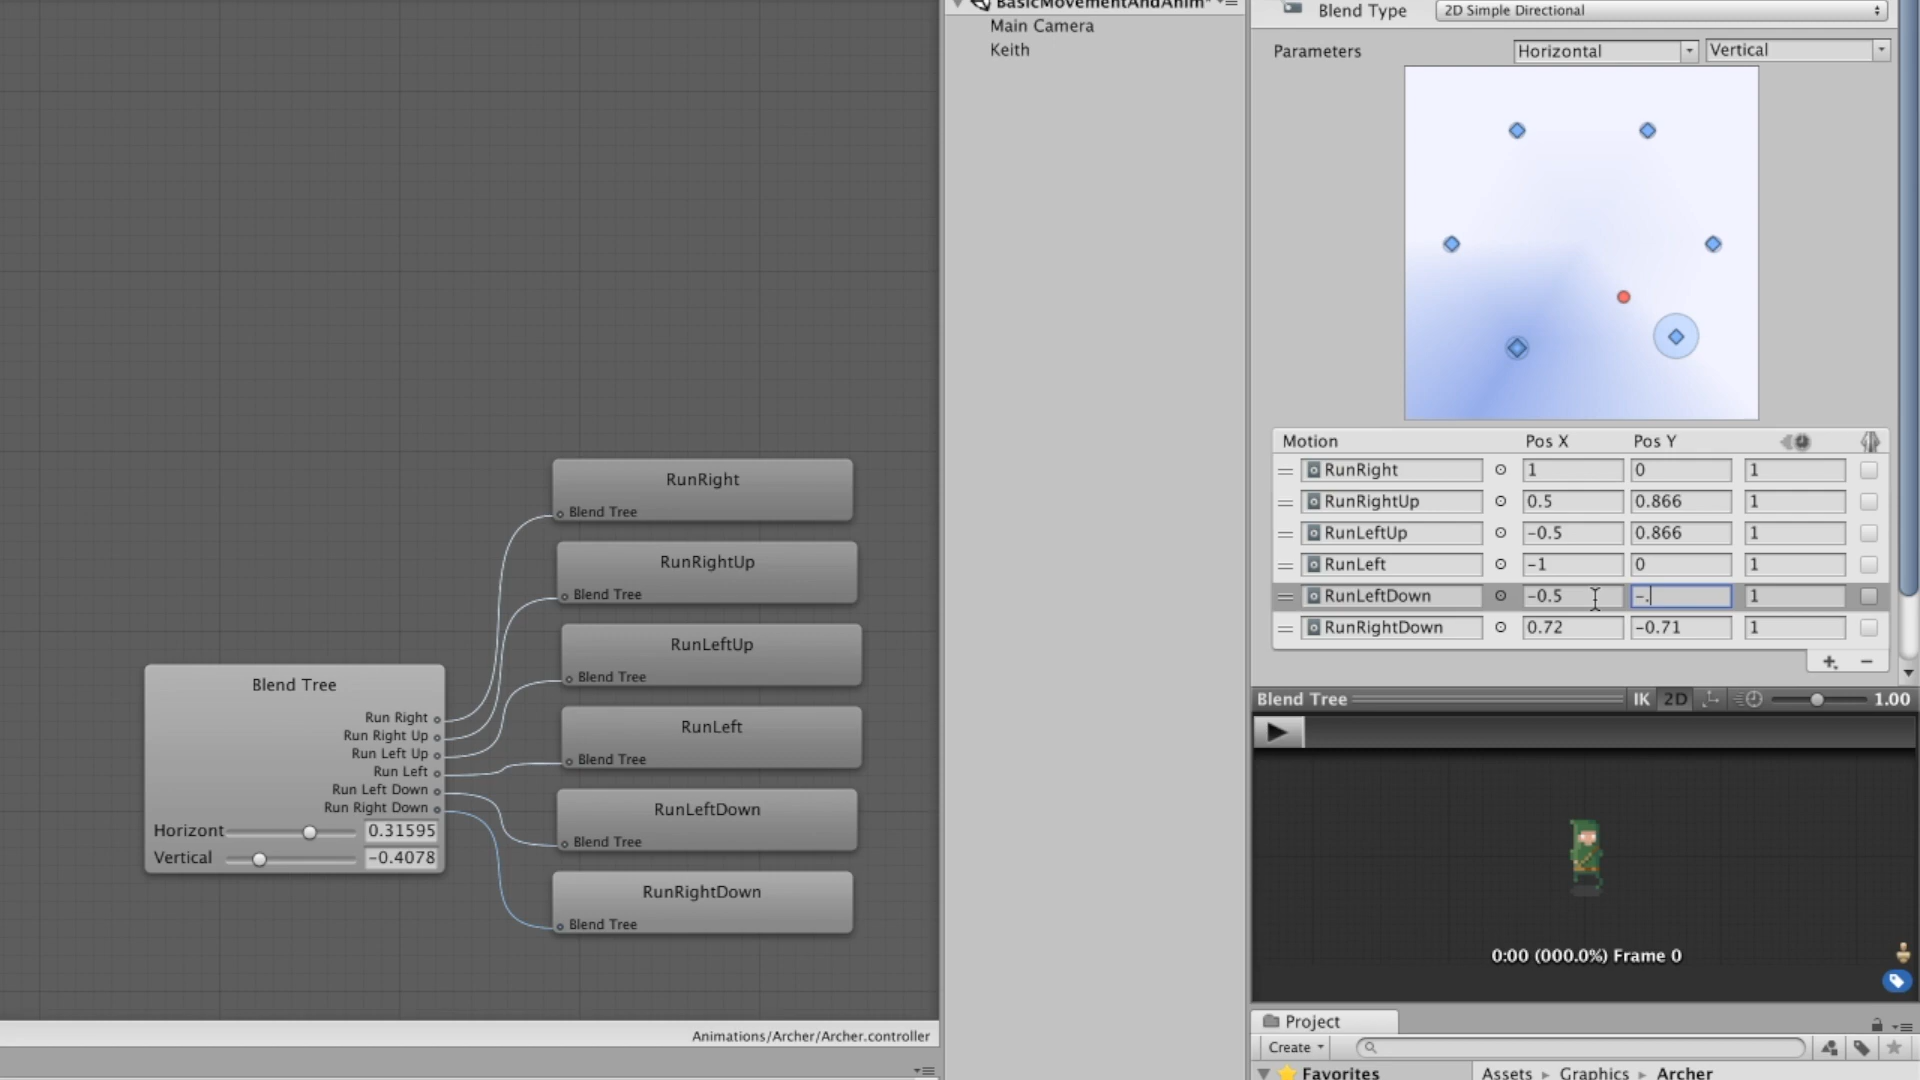 BasicMovementAndAnim*
Main Camera
Keith
Blend Type 2D Simple Directional
Parameters Horizontal Vertical
Motion Pos X Pos Y
RunRight 1 0 1
RunRightUp 0.5 0.866 1
RunLeftUp -0.5 0.866 1
RunLeft -1 0 1
RunLeftDown -0.5 -. 1
RunRightDown 0.72 -0.71 1
+ -
Blend Tree IK 2D 1.00
0:00 (000.0%) Frame 0
Project
Create
Favorites Assets Graphics Archer
Blend Tree
Run Right
Run Right Up
Run Left Up
Run Left
Run Left Down
Run Right Down
Horizont 0.31595
Vertical -0.4078
RunRight
Blend Tree
RunRightUp
Blend Tree
RunLeftUp
Blend Tree
RunLeft
Blend Tree
RunLeftDown
Blend Tree
RunRightDown
Blend Tree
Animations/Archer/Archer.controller